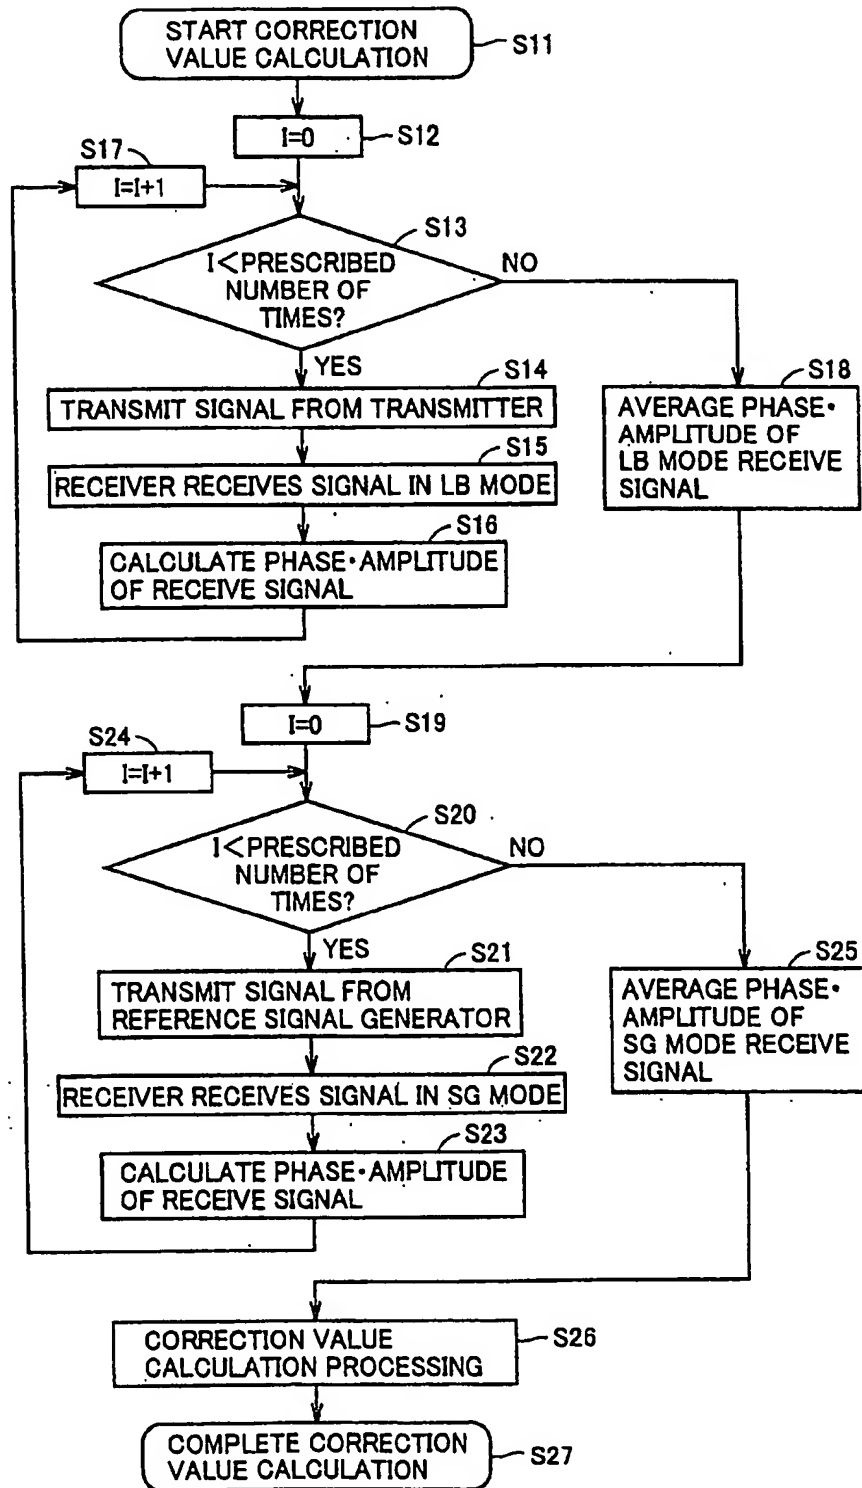 START CORRECTION
VALUE CALCULATION
S11
I=0
S12
S17
I=I+1
S13
I<PRESCRIBED
NUMBER OF
TIMES?
NO
YES
S14
TRANSMIT SIGNAL FROM TRANSMITTER
S15
RECEIVER RECEIVES SIGNAL IN LB MODE
S16
CALCULATE PHASE・AMPLITUDE
OF RECEIVE SIGNAL
S18
AVERAGE PHASE・
AMPLITUDE OF
LB MODE RECEIVE
SIGNAL
I=0
S19
S24
I=I+1
S20
I<PRESCRIBED
NUMBER OF
TIMES?
NO
YES
S21
TRANSMIT SIGNAL FROM
REFERENCE SIGNAL GENERATOR
S22
RECEIVER RECEIVES SIGNAL IN SG MODE
S23
CALCULATE PHASE・AMPLITUDE
OF RECEIVE SIGNAL
S25
AVERAGE PHASE・
AMPLITUDE OF
SG MODE RECEIVE
SIGNAL
CORRECTION VALUE
CALCULATION PROCESSING
S26
COMPLETE CORRECTION
VALUE CALCULATION
S27